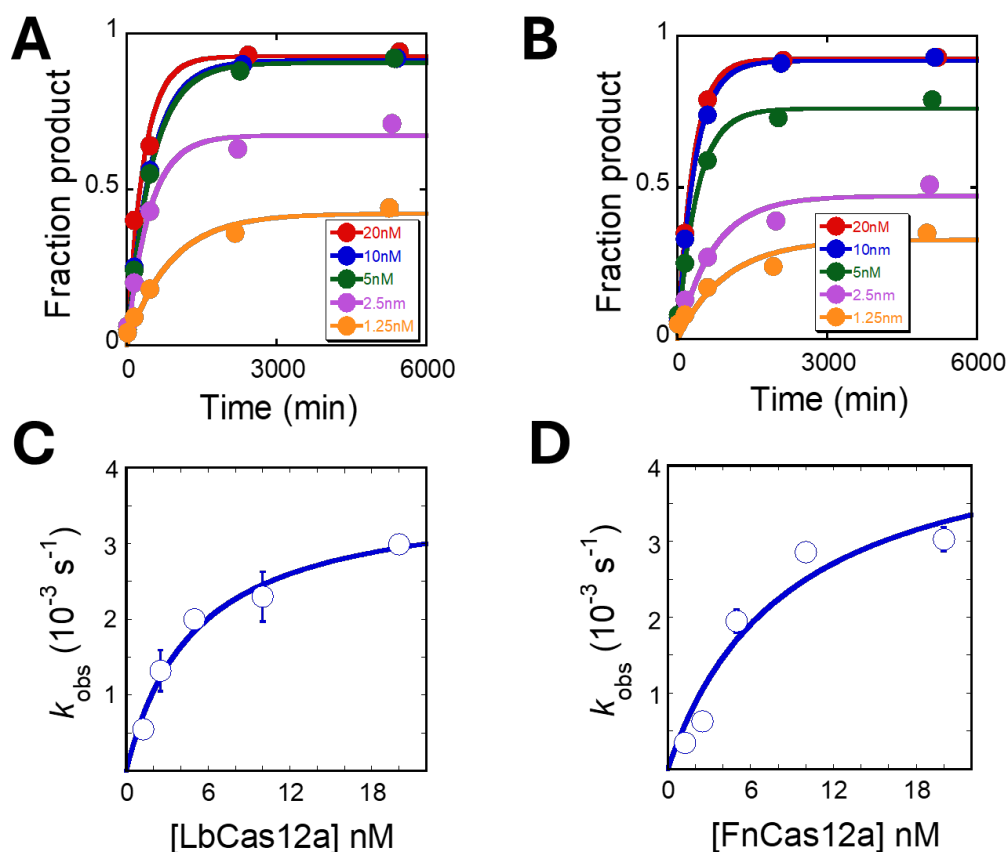 A
Fraction product
1
0.5
0
20nM
10nM
5nM
2.5nm
1.25nM
0 3000 6000
Time (min)
B
Fraction product
1
0.5
0
20nM
10nm
5nM
2.5nm
1.25nm
0 3000 6000
Time (min)
C
k obs (10⁻³ s⁻¹)
4
3
2
1
0 6 12 18
[LbCas12a] nM
D
k obs (10⁻³ s⁻¹)
4
3
2
1
0 6 12 18
[FnCas12a] nM